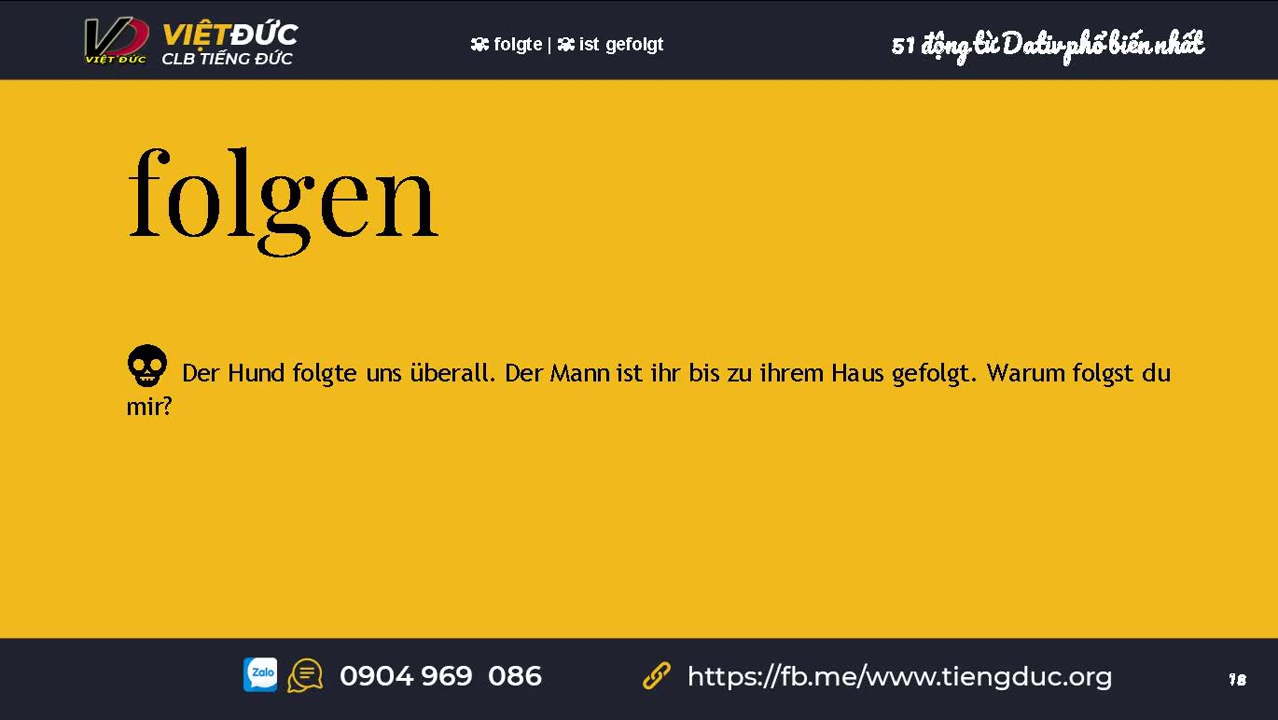 VIỆT ĐỨC
VIỆTĐỨC
CLB TIẾNG ĐỨC
folgte | ist gefolgt
51 động từ Dativ phổ biến nhất
folgen
Der Hund folgte uns überall. Der Mann ist ihr bis zu ihrem Haus gefolgt. Warum folgst du
mir?
Zalo
0904 969 086
https://fb.me/www.tiengduc.org